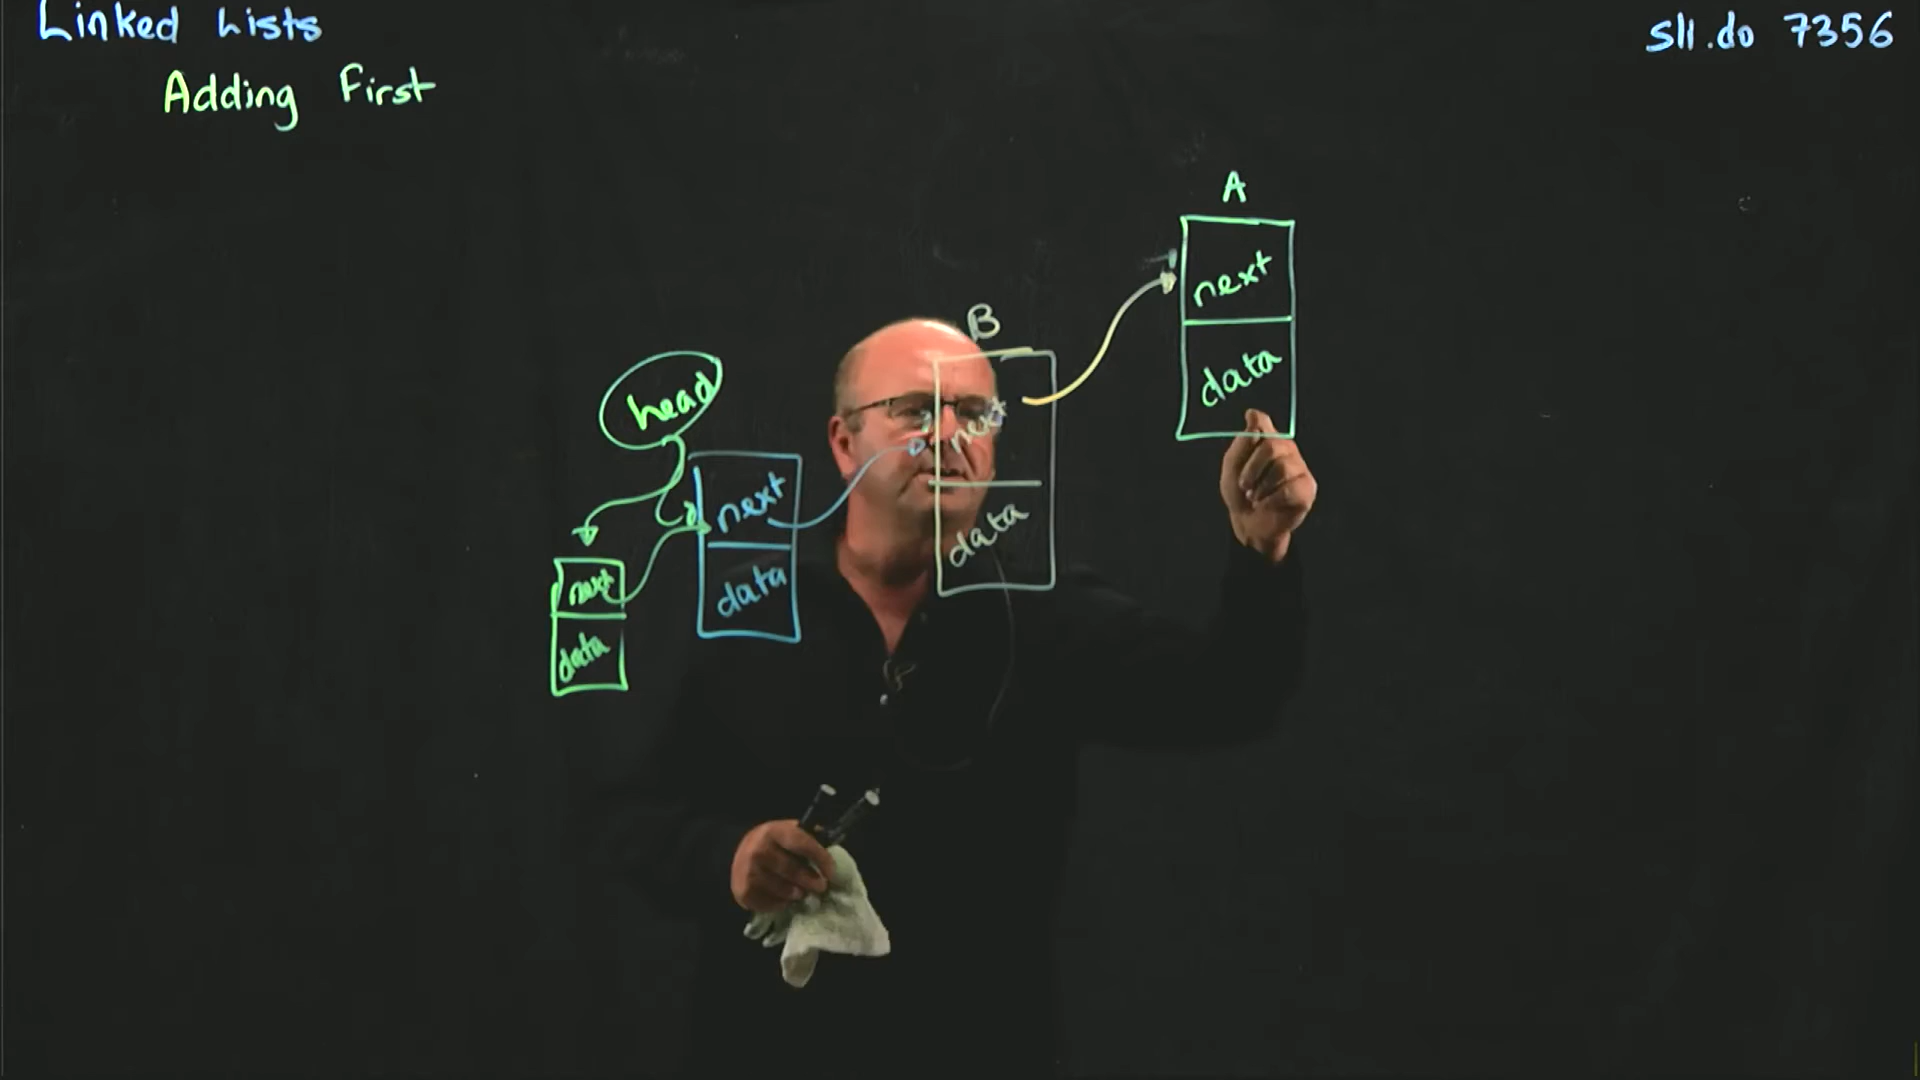 Linked Lists
sli.do 7356
Adding First
A
next
data
B
next
data
head
next
data
next
data